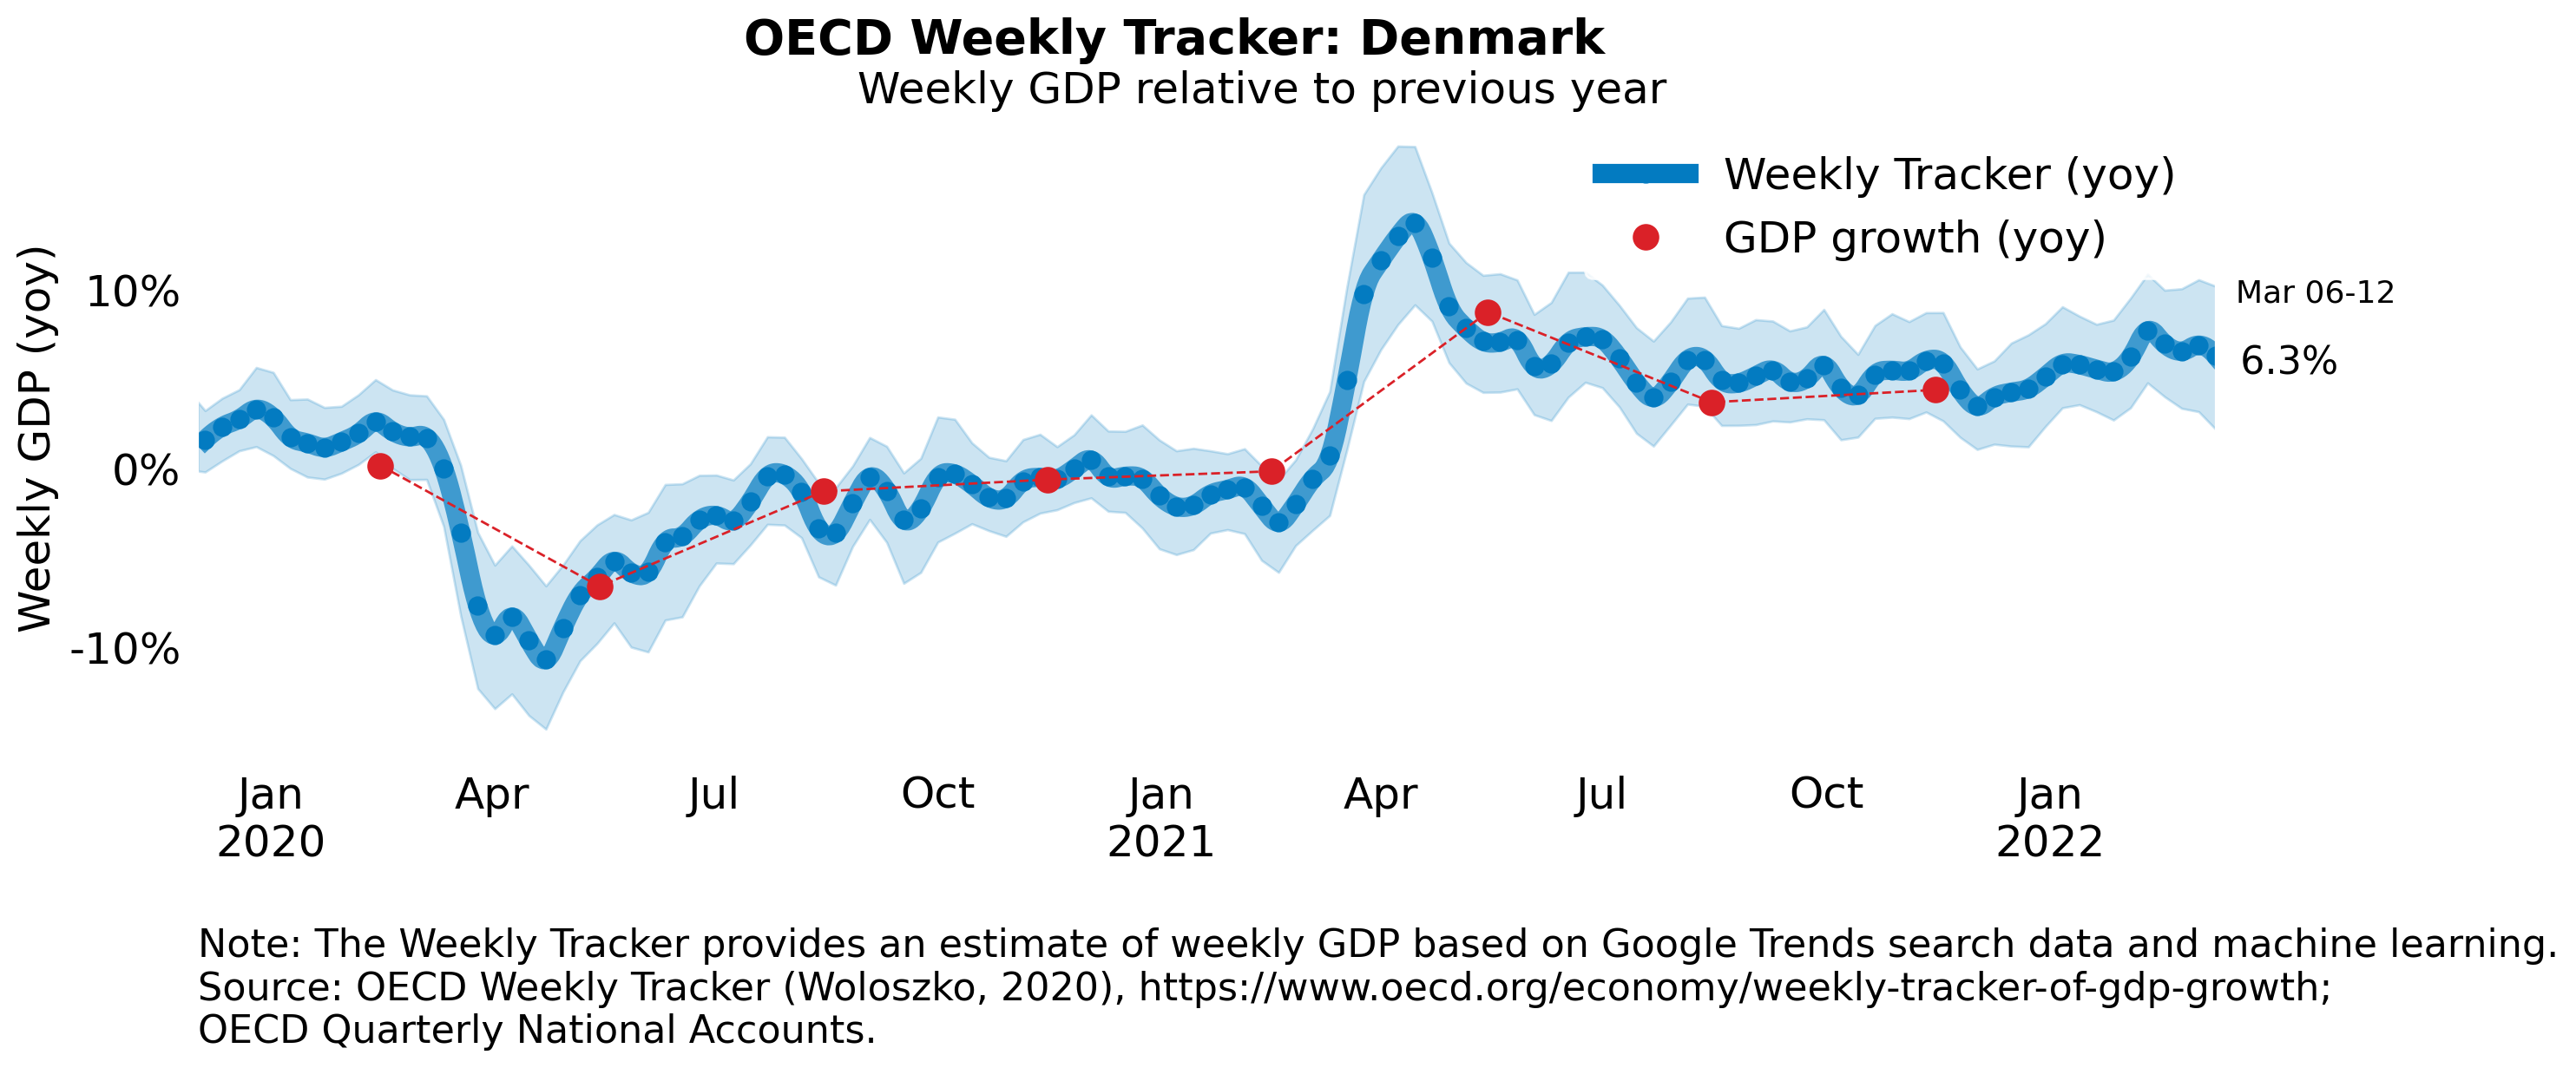 OECD Weekly Tracker: Denmark
Weekly GDP relative to previous year
Weekly Tracker (yoy)
GDP growth (yoy)
Weekly GDP (yoy)
10%
0%
-10%
Mar 06-12
6.3%
Jan Apr Jul Oct Jan Apr Jul Oct Jan
2020 2021 2022
Note: The Weekly Tracker provides an estimate of weekly GDP based on Google Trends search data and machine learning.
Source: OECD Weekly Tracker (Woloszko, 2020), https://www.oecd.org/economy/weekly-tracker-of-gdp-growth;
OECD Quarterly National Accounts.